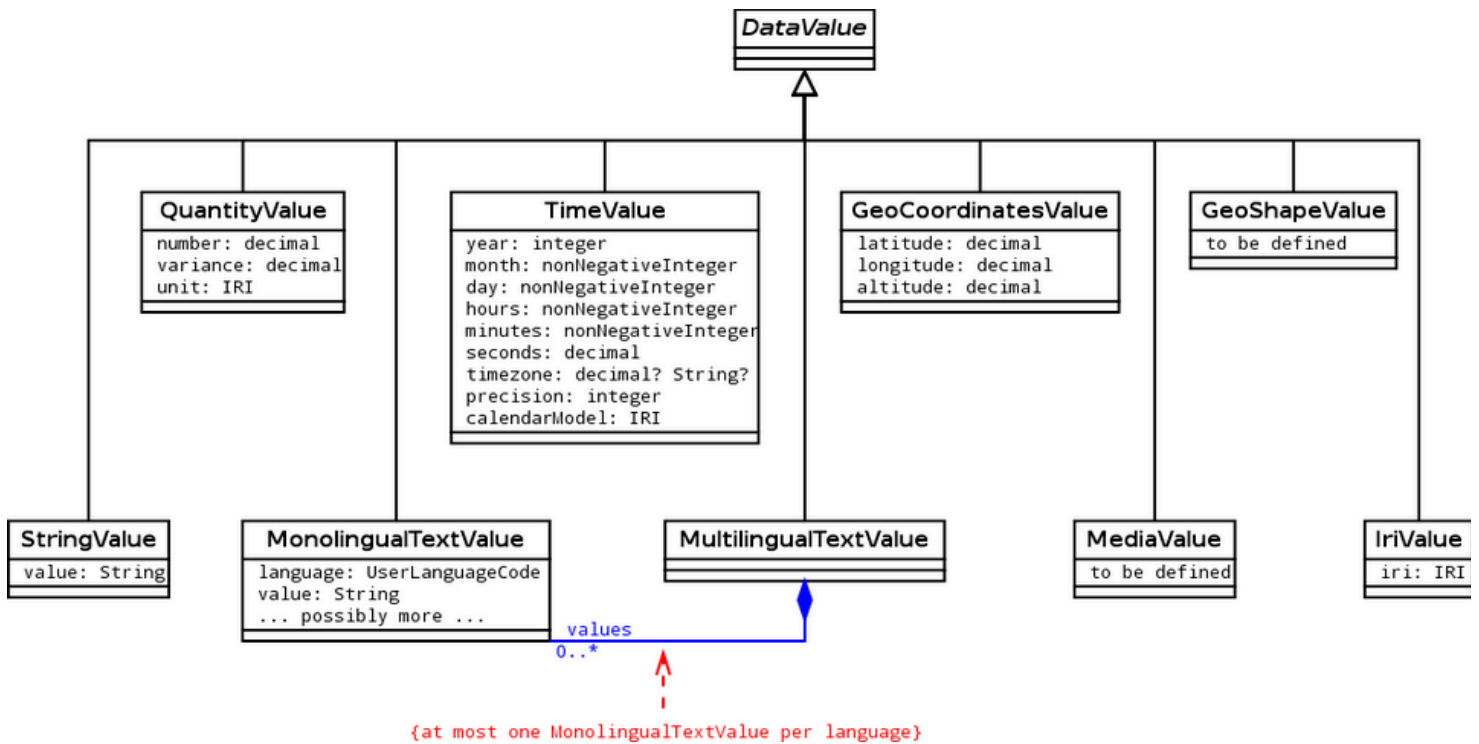 DataValue
QuantityValue
number: decimal
variance: decimal
unit: IRI
TimeValue
year: integer
month: nonNegativeInteger
day: nonNegativeInteger
hours: nonNegativeInteger
minutes: nonNegativeInteger
seconds: decimal
timezone: decimal? String?
precision: integer
calendarModel: IRI
GeoCoordinatesValue
latitude: decimal
longitude: decimal
altitude: decimal
GeoShapeValue
to be defined
StringValue
value: String
MonolingualTextValue
language: UserLanguageCode
value: String
... possibly more ...
MultilingualTextValue
MediaValue
to be defined
IriValue
iri: IRI
values
0..*
{at most one MonolingualTextValue per language}